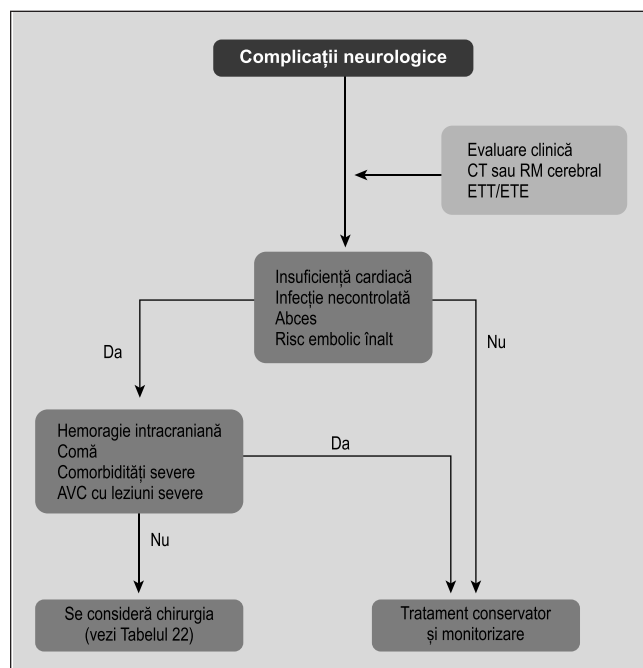 Complicații neurologice
Evaluare clinică
CT sau RM cerebral
ETT/ETE
Insuficiență cardiacă
Infecție necontrolată
Abces
Risc embolic înalt
Da
Nu
Hemoragie intracraniană
Comă
Comorbidități severe
AVC cu leziuni severe
Da
Nu
Se consideră chirurgia
(vezi Tabelul 22)
Tratament conservator
și monitorizare